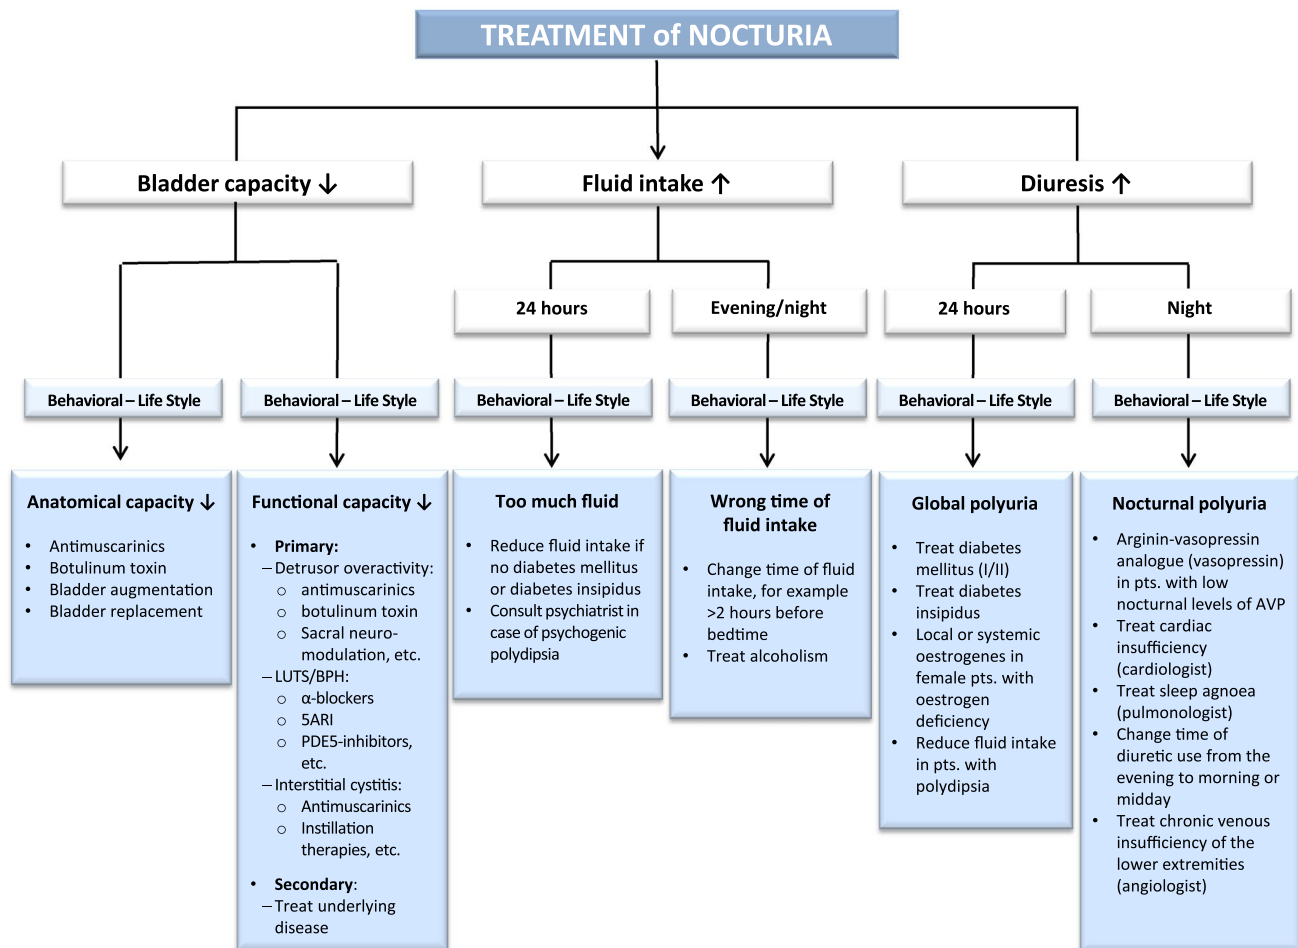 TREATMENT of NOCTURIA
Bladder capacity ↓
Fluid intake ↑
Diuresis ↑
24 hours
Evening/night
24 hours
Night
Behavioral – Life Style
Behavioral – Life Style
Behavioral – Life Style
Behavioral – Life Style
Behavioral – Life Style
Behavioral – Life Style
Anatomical capacity ↓
• Antimuscarinics
• Botulinum toxin
• Bladder augmentation
• Bladder replacement
Functional capacity ↓
• Primary:
– Detrusor overactivity:
o antimuscarinics
o botulinum toxin
o Sacral neuro-
modulation, etc.
– LUTS/BPH:
o α-blockers
o 5ARI
o PDE5-inhibitors,
etc.
– Interstitial cystitis:
o Antimuscarinics
o Instillation
therapies, etc.
• Secondary:
– Treat underlying
disease
Too much fluid
• Reduce fluid intake if
no diabetes mellitus
or diabetes insipidus
• Consult psychiatrist in
case of psychogenic
polydipsia
Wrong time of
fluid intake
• Change time of fluid
intake, for example
>2 hours before
bedtime
• Treat alcoholism
Global polyuria
• Treat diabetes
mellitus (I/II)
• Treat diabetes
insipidus
• Local or systemic
oestrogenes in
female pts. with
oestrogen
deficiency
• Reduce fluid intake
in pts. with
polydipsia
Nocturnal polyuria
• Arginin-vasopressin
analogue (vasopressin)
in pts. with low
nocturnal levels of AVP
• Treat cardiac
insufficiency
(cardiologist)
• Treat sleep agnoea
(pulmonologist)
• Change time of
diuretic use from the
evening to morning or
midday
• Treat chronic venous
insufficiency of the
lower extremities
(angiologist)